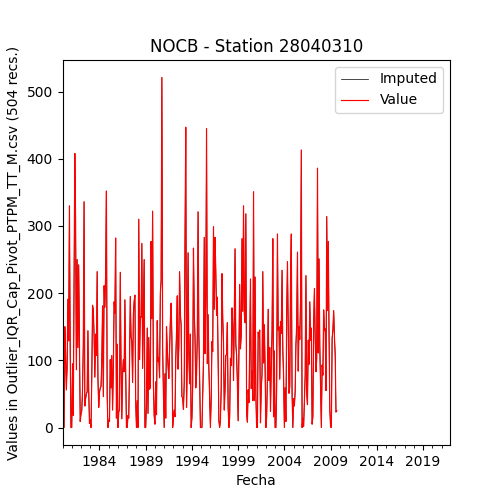 NOCB - Station 28040310
Imputed
Value
Values in Outlier_IQR_Cap_Pivot_PTPM_TT_M.csv (504 recs.)
500
400
300
200
100
0
1984 1989 1994 1999 2004 2009 2014 2019
Fecha